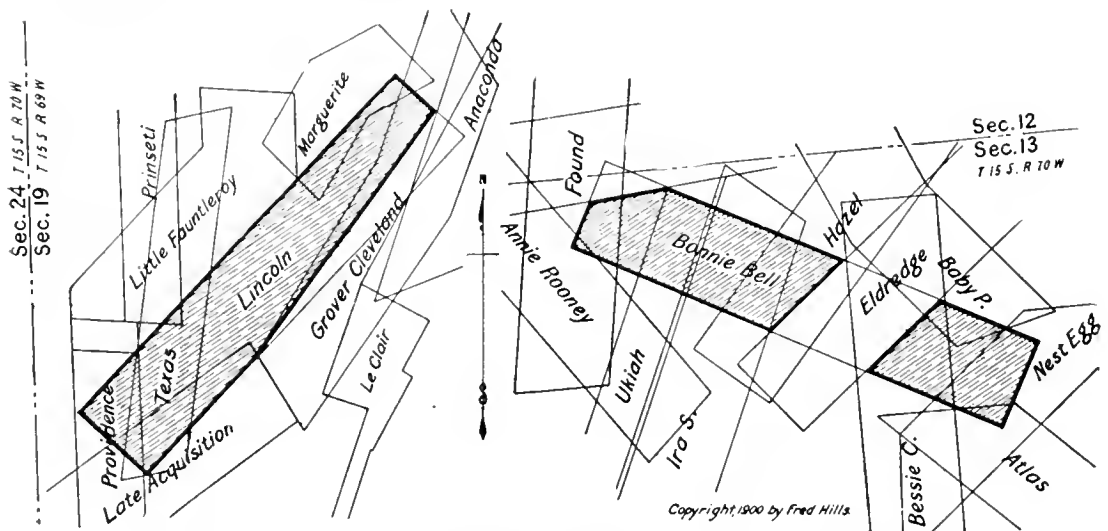 Sec. 24 T 15 S. R 70 W
Sec. 19 T 15 S. R 69 W
Prinseti
Little Fauntleroy
Marguerite
Anaconda
Lincoln
Grover Cleveland
Texas
Le Clair
Providence
Late Acquisition
N
Sec. 12
Sec. 13
T 15 S. R 70 W
Found
Annie Rooney
Bonnie Bell
Hazel
Eldredge
Baby P.
Nest Egg
Ukiah
Ira S.
Bessie C.
Atlas
Copyright, 1900 by Fred Hills.